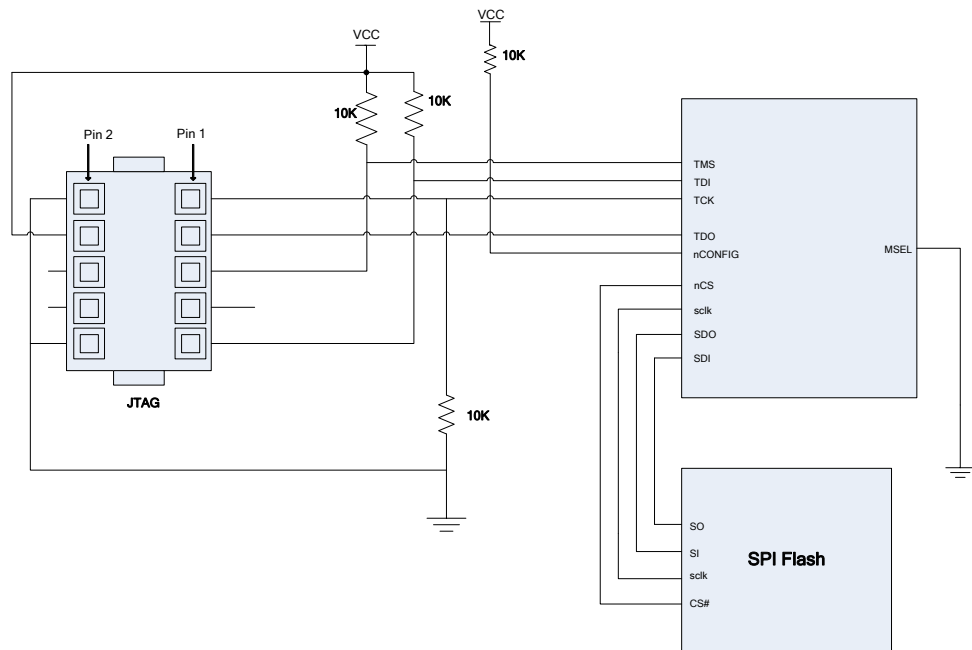 VCC
VCC
10K
10K
10K
Pin 2
Pin 1
TMS
TDI
TCK
TDO
nCONFIG
MSEL
nCS
sclk
SDO
SDI
JTAG
10K
SO
SI
sclk
CS#
SPI Flash